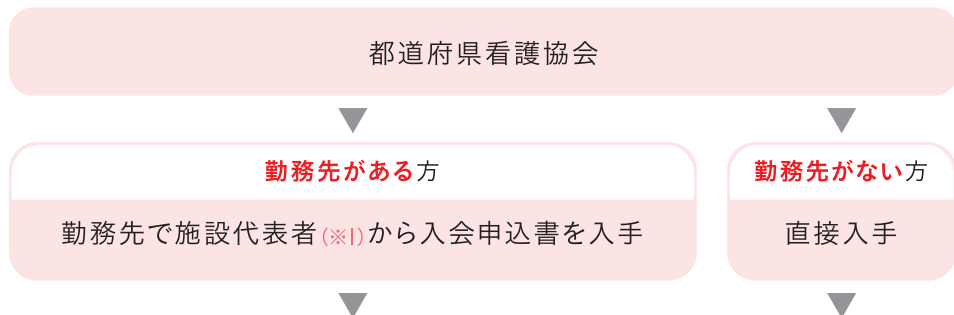 都道府県看護協会
勤務先がある方
勤務先で施設代表者(※1)から入会申込書を入手
勤務先がない方
直接入手